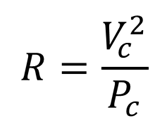 R = V_c^2 / P_c